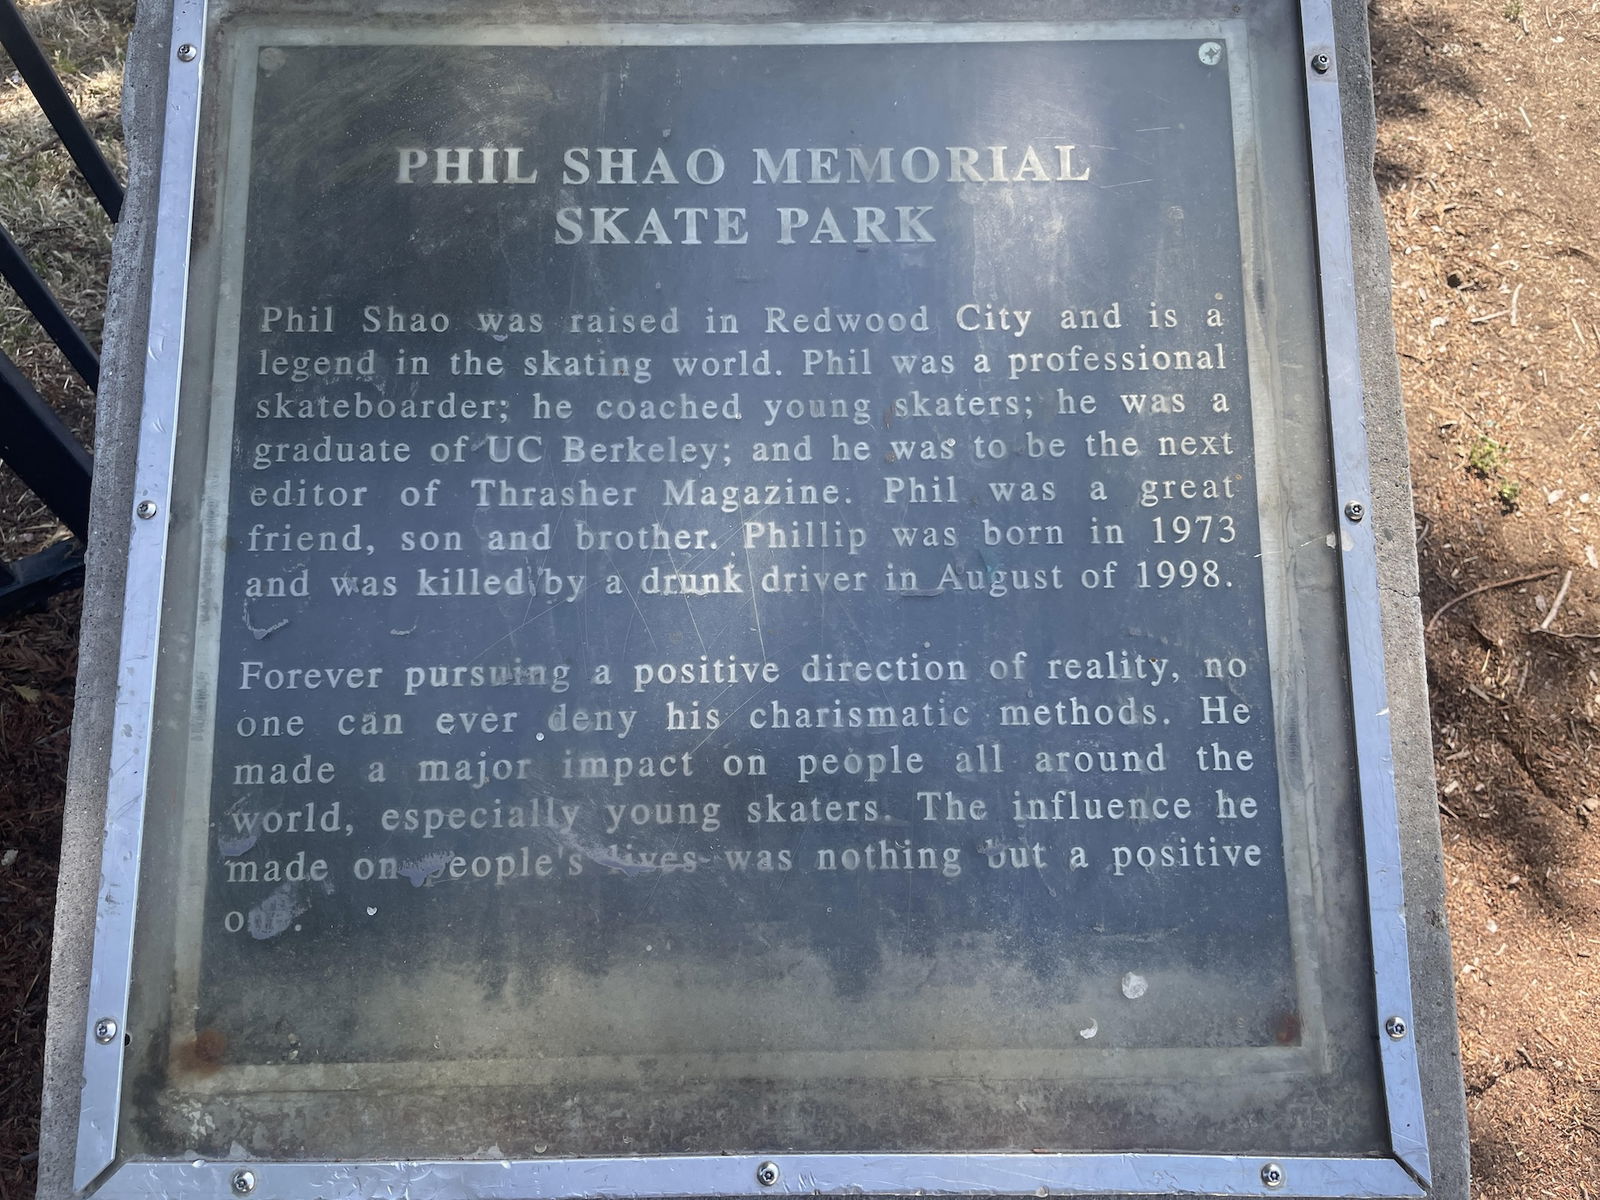 PHIL SHAO MEMORIAL
SKATE PARK
Phil Shao was raised in Redwood City and is a
legend in the skating world. Phil was a professional
skateboarder; he coached young skaters; he was a
graduate of UC Berkeley; and he was to be the next
editor of Thrasher Magazine. Phil was a great
friend, son and brother. Phillip was born in 1973
and was killed by a drunk driver in August of 1998.
Forever pursuing a positive direction of reality, no
one can ever deny his charismatic methods. He
made a major impact on people all around the
world, especially young skaters. The influence he
made on people's lives was nothing but a positive
one.